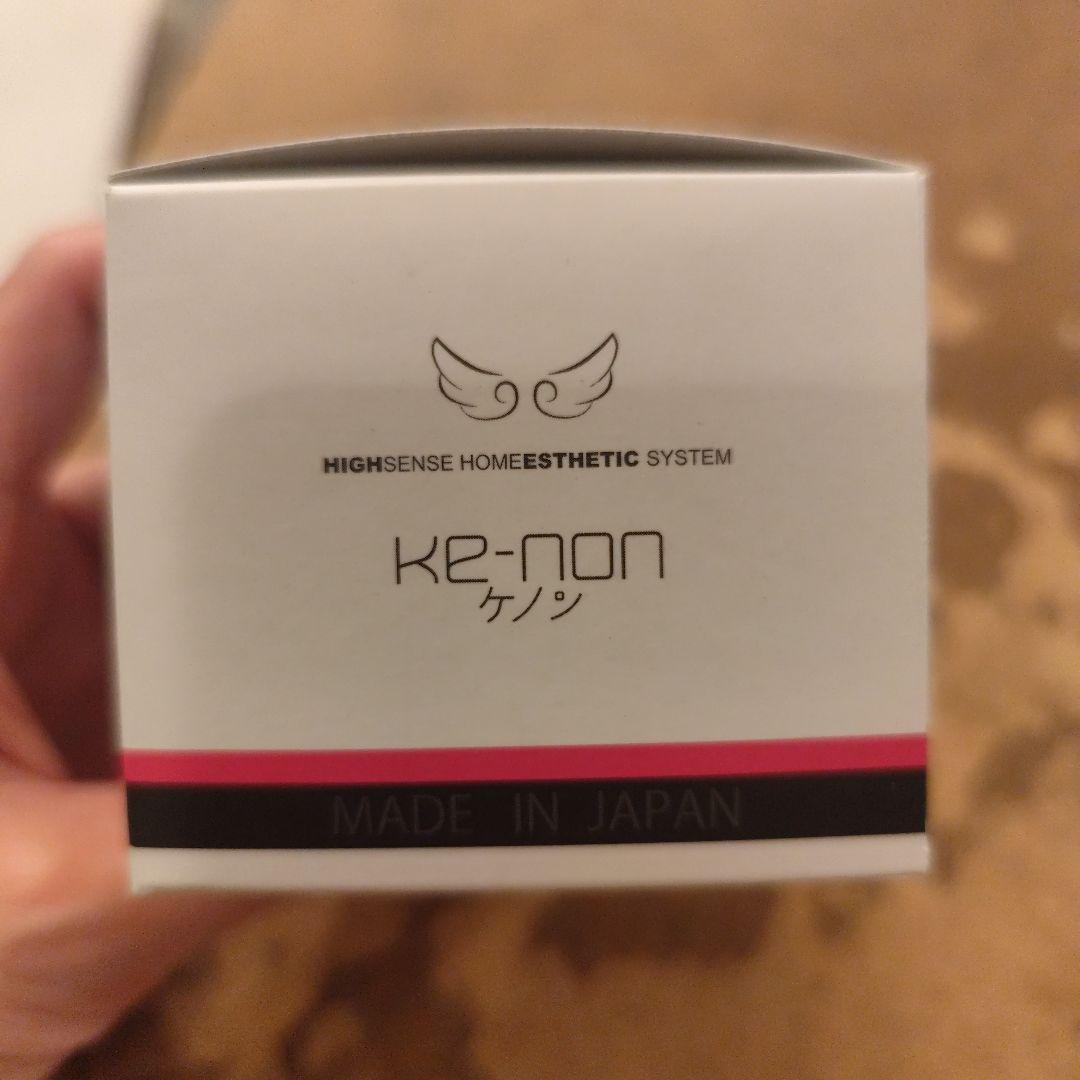 HIGHSENSE HOMEESTHETIC SYSTEM
ke-non
ケノン
MADE IN JAPAN